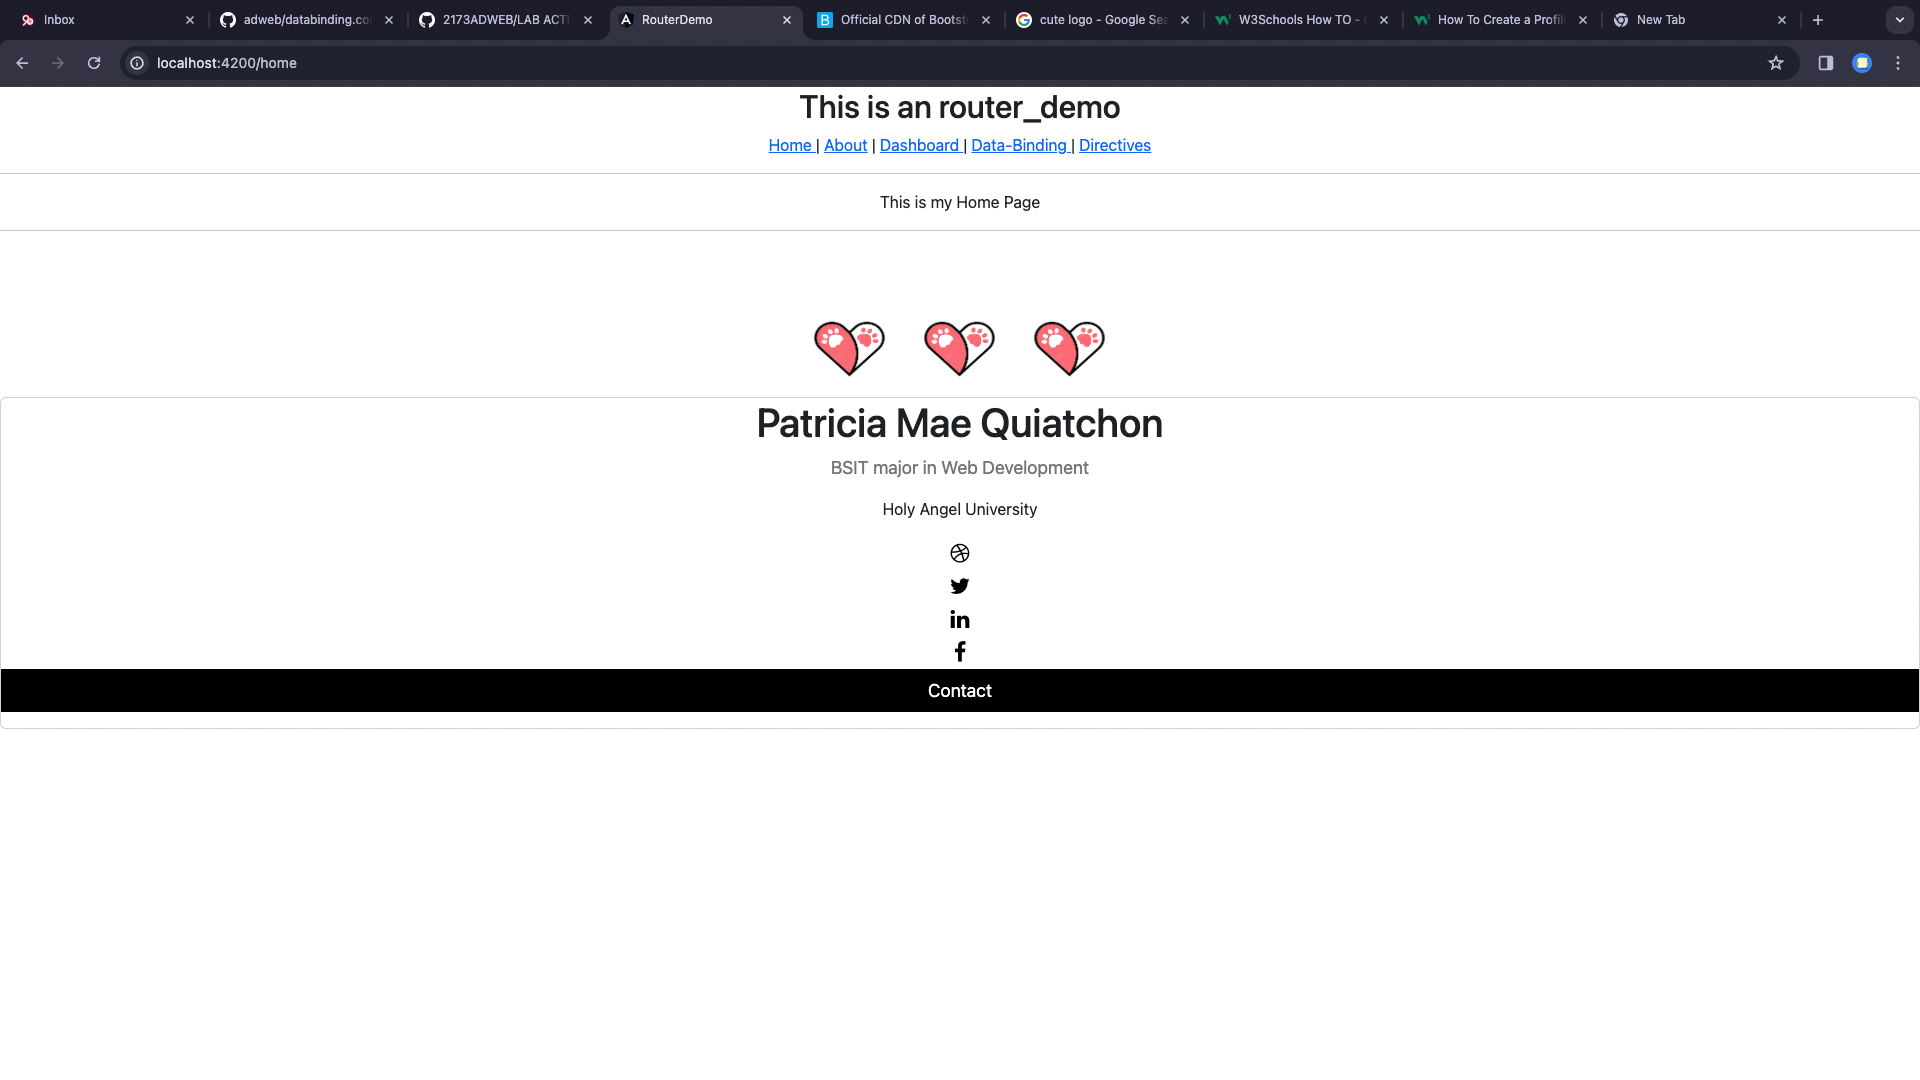 Inbox
adweb/databinding.co
2173ADWEB/LAB ACT
RouterDemo
Official CDN of Bootst
cute logo - Google Sea
W3Schools How TO -
How To Create a Profil
New Tab
localhost:4200/home
This is an router_demo
Home | About | Dashboard | Data-Binding | Directives
This is my Home Page
Patricia Mae Quiatchon
BSIT major in Web Development
Holy Angel University
Contact